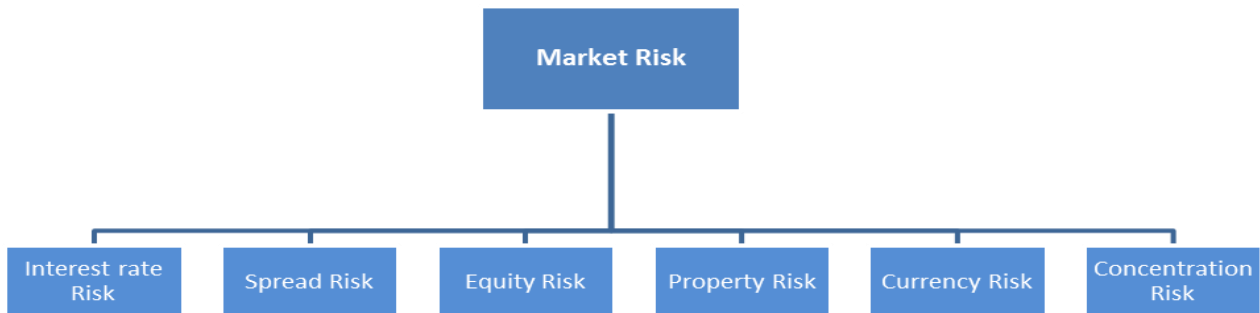 Market Risk
Interest rate
Risk
Spread Risk
Equity Risk
Property Risk
Currency Risk
Concentration
Risk